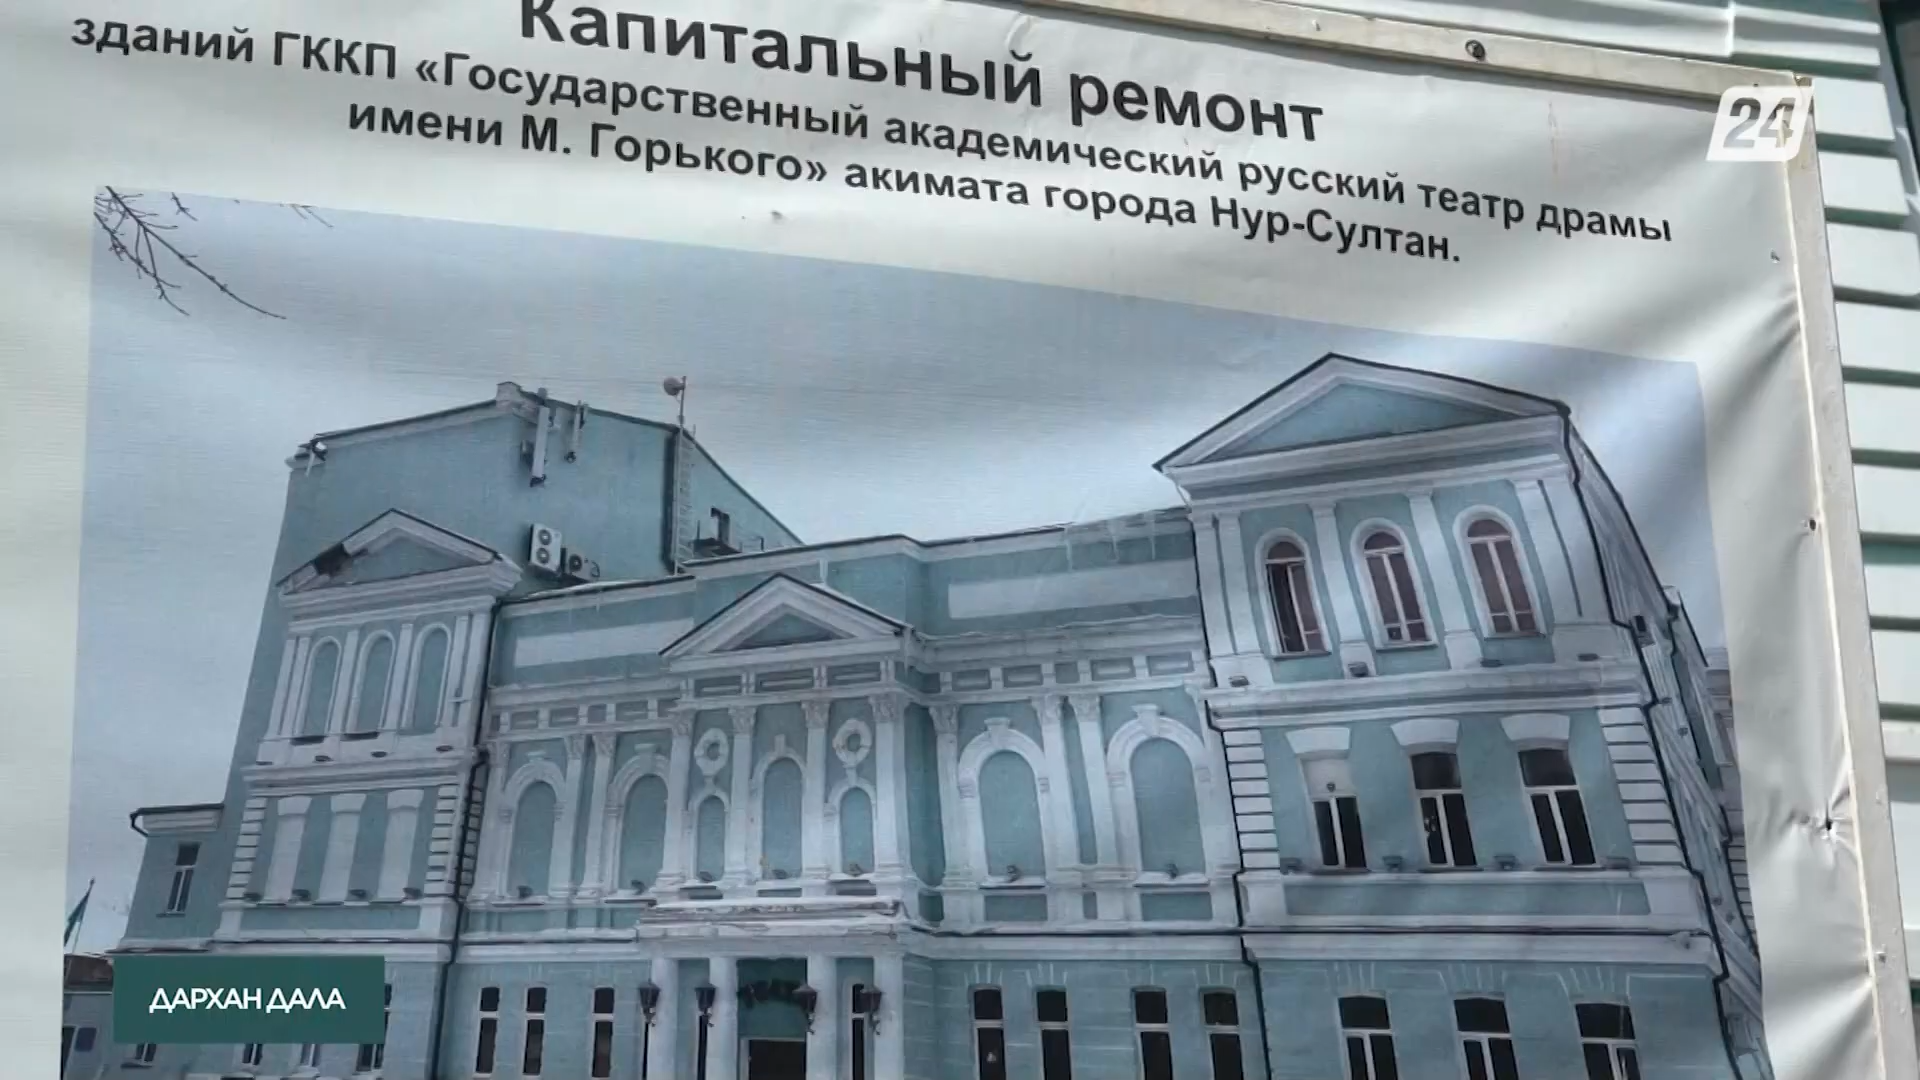 Капитальный ремонт
зданий ГККП «Государственный академический русский театр драмы
имени М. Горького» акимата города Нур-Султан.
24
ДАРХАН ДАЛА